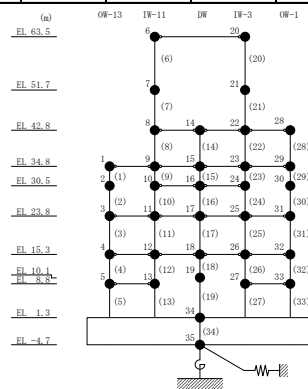 (m) OW-13 IW-11 DW IW-3 OW-1
EL 63.5 6 20
(6) (20)
EL 51.7 7 21
(7) (21)
EL 42.8 8 14 22 28
(8) (14) (22) (28)
EL 34.8 1 9 15 23 29
(1) (9) (15) (23) (29)
EL 30.5 2 10 16 24 30
(2) (10) (16) (24) (30)
EL 23.8 3 11 17 25 31
(3) (11) (17) (25) (31)
EL 15.3 4 12 18 26 32
(4) (12) (18) (26) (32)
EL 10.1 19
EL 8.8 5 13 27 33
(5) (13) (19) (27) (33)
EL 1.3 34
(34)
EL -4.7 35